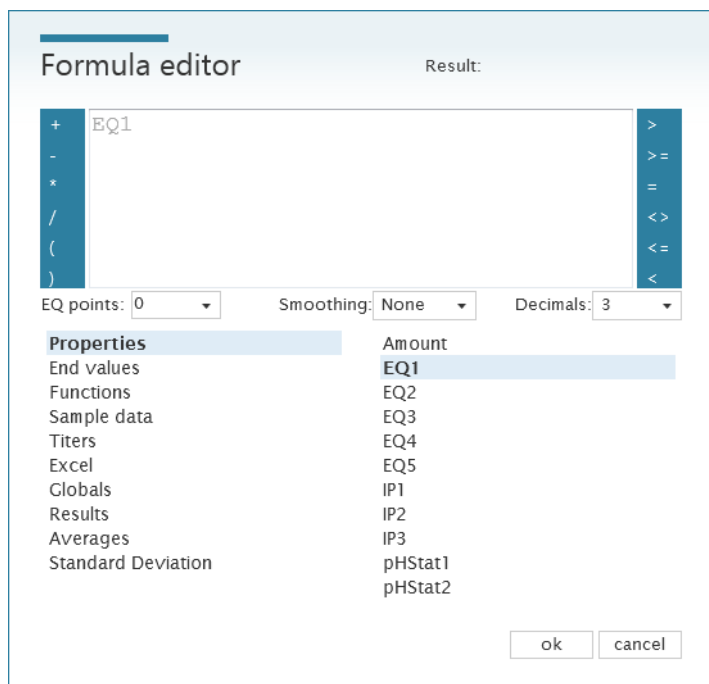 Formula editor
Result:
+
EQ1
>
-
>=
*
=
/
<>
(
<=
)
<
EQ points: 0
Smoothing: None
Decimals: 3
Properties
Amount
End values
EQ1
Functions
EQ2
Sample data
EQ3
Titers
EQ4
Excel
EQ5
Globals
IP1
Results
IP2
Averages
IP3
Standard Deviation
pHStat1
pHStat2
ok
cancel